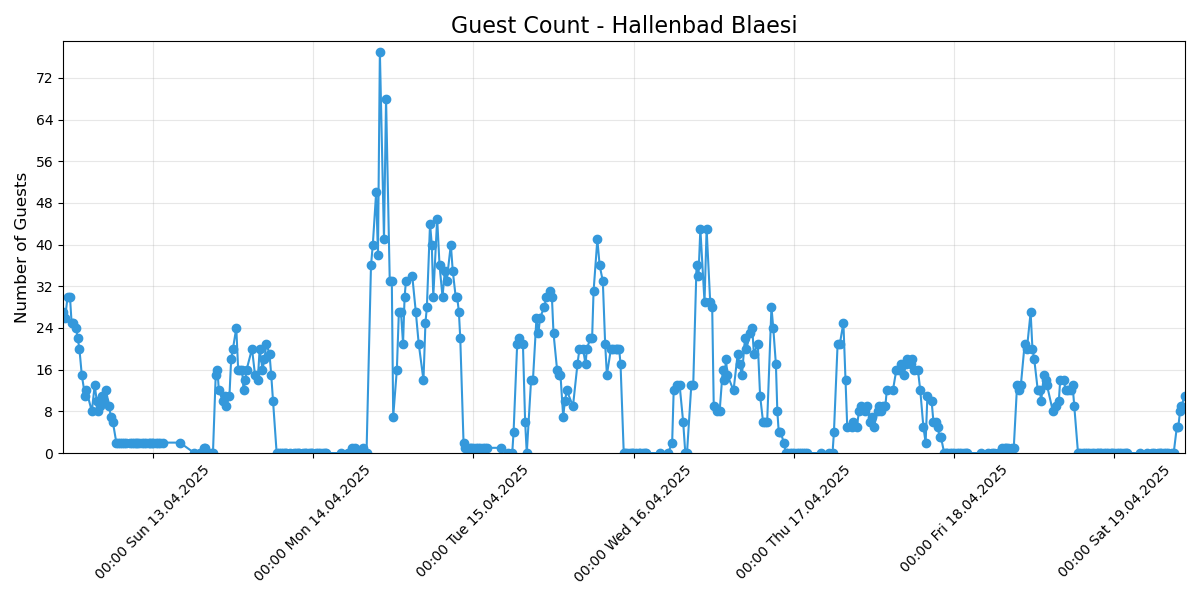 Guest Count - Hallenbad Blaesi
Number of Guests
72
64
56
48
40
32
24
16
8
0
00:00 Sun 13.04.2025
00:00 Mon 14.04.2025
00:00 Tue 15.04.2025
00:00 Wed 16.04.2025
00:00 Thu 17.04.2025
00:00 Fri 18.04.2025
00:00 Sat 19.04.2025